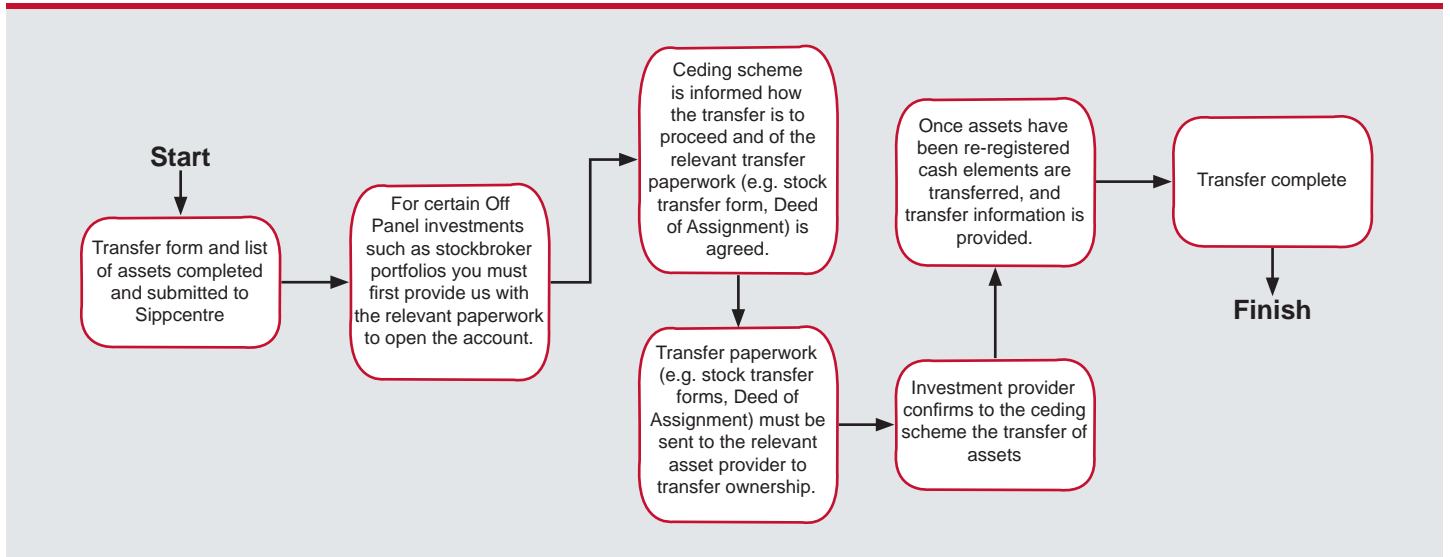 Start
Transfer form and list
of assets completed
and submitted to
Sippcentre
For certain Off
Panel investments
such as stockbroker
portfolios you must
first provide us with
the relevant paperwork
to open the account.
Ceding scheme
is informed how
the transfer is to
proceed and of the
relevant transfer
paperwork (e.g. stock
transfer form, Deed
of Assignment) is
agreed.
Transfer paperwork
(e.g. stock transfer
forms, Deed of
Assignment) must be
sent to the relevant
asset provider to
transfer ownership.
Investment provider
confirms to the ceding
scheme the transfer of
assets
Once assets have
been re-registered
cash elements are
transferred, and
transfer information is
provided.
Transfer complete
Finish